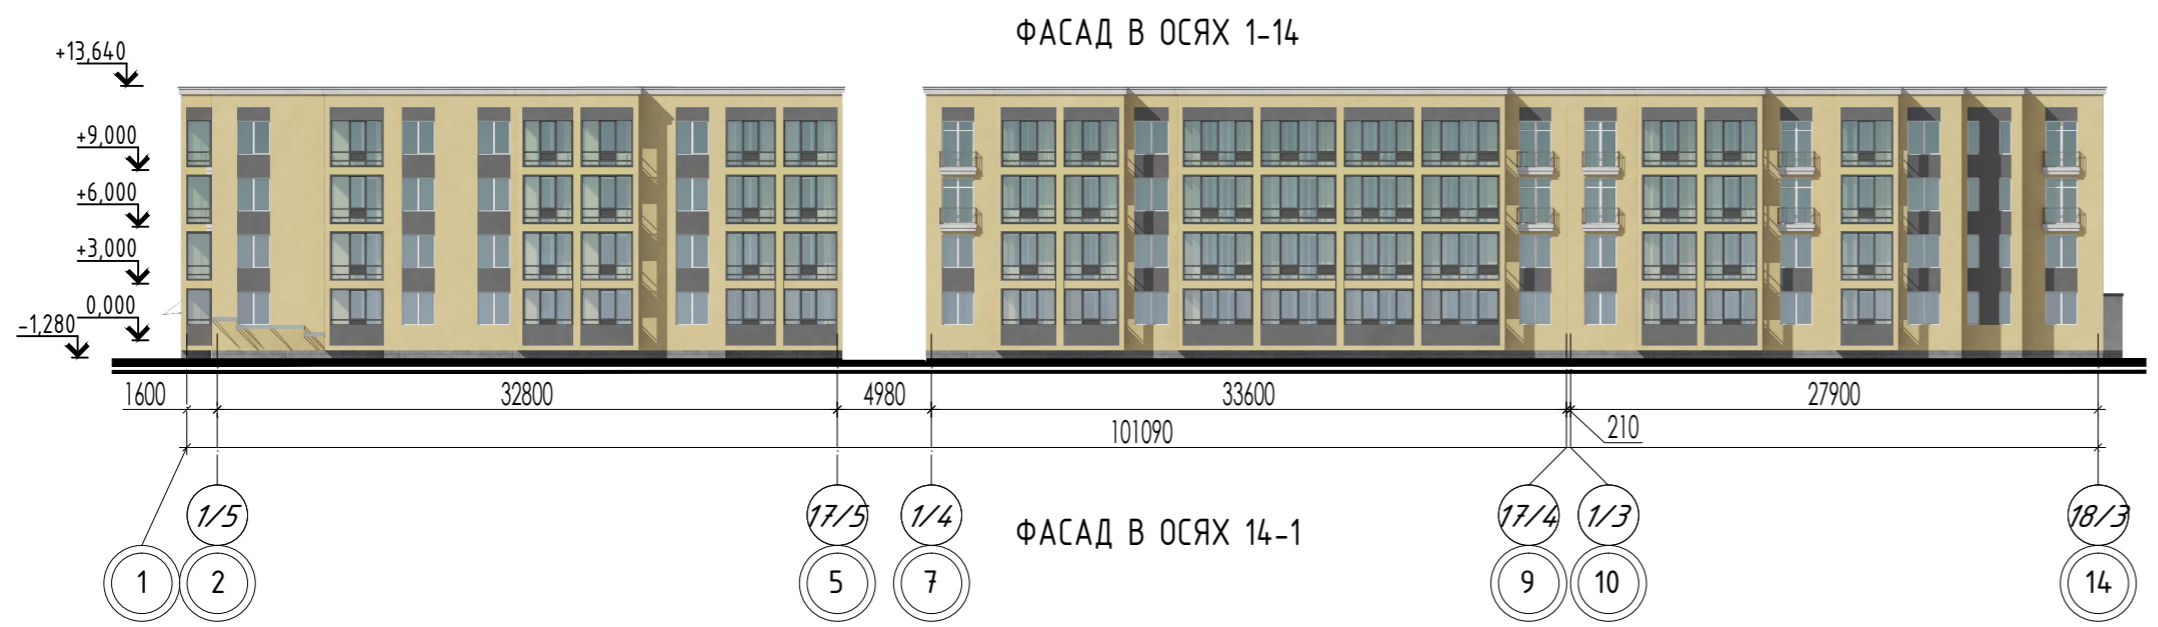 ФАСАД В ОСЯХ 1-14
+13,640
+9,000
+6,000
+3,000
0,000
-1,280
1600 32800 4980 33600 27900
101090 210
1/5 17/5 1/4 17/4 1/3 18/3
ФАСАД В ОСЯХ 14-1
1 2 5 7 9 10 14